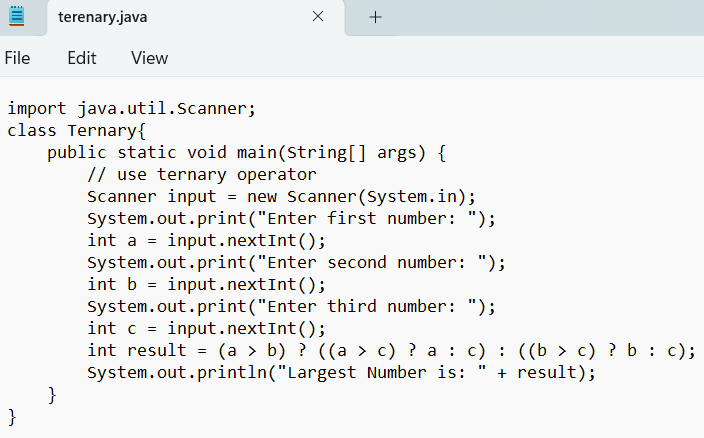 terenary.java
File Edit View
import java.util.Scanner;
class Ternary{
    public static void main(String[] args) {
        // use ternary operator
        Scanner input = new Scanner(System.in);
        System.out.print("Enter first number: ");
        int a = input.nextInt();
        System.out.print("Enter second number: ");
        int b = input.nextInt();
        System.out.print("Enter third number: ");
        int c = input.nextInt();
        int result = (a > b) ? ((a > c) ? a : c) : ((b > c) ? b : c);
        System.out.println("Largest Number is: " + result);
    }
}